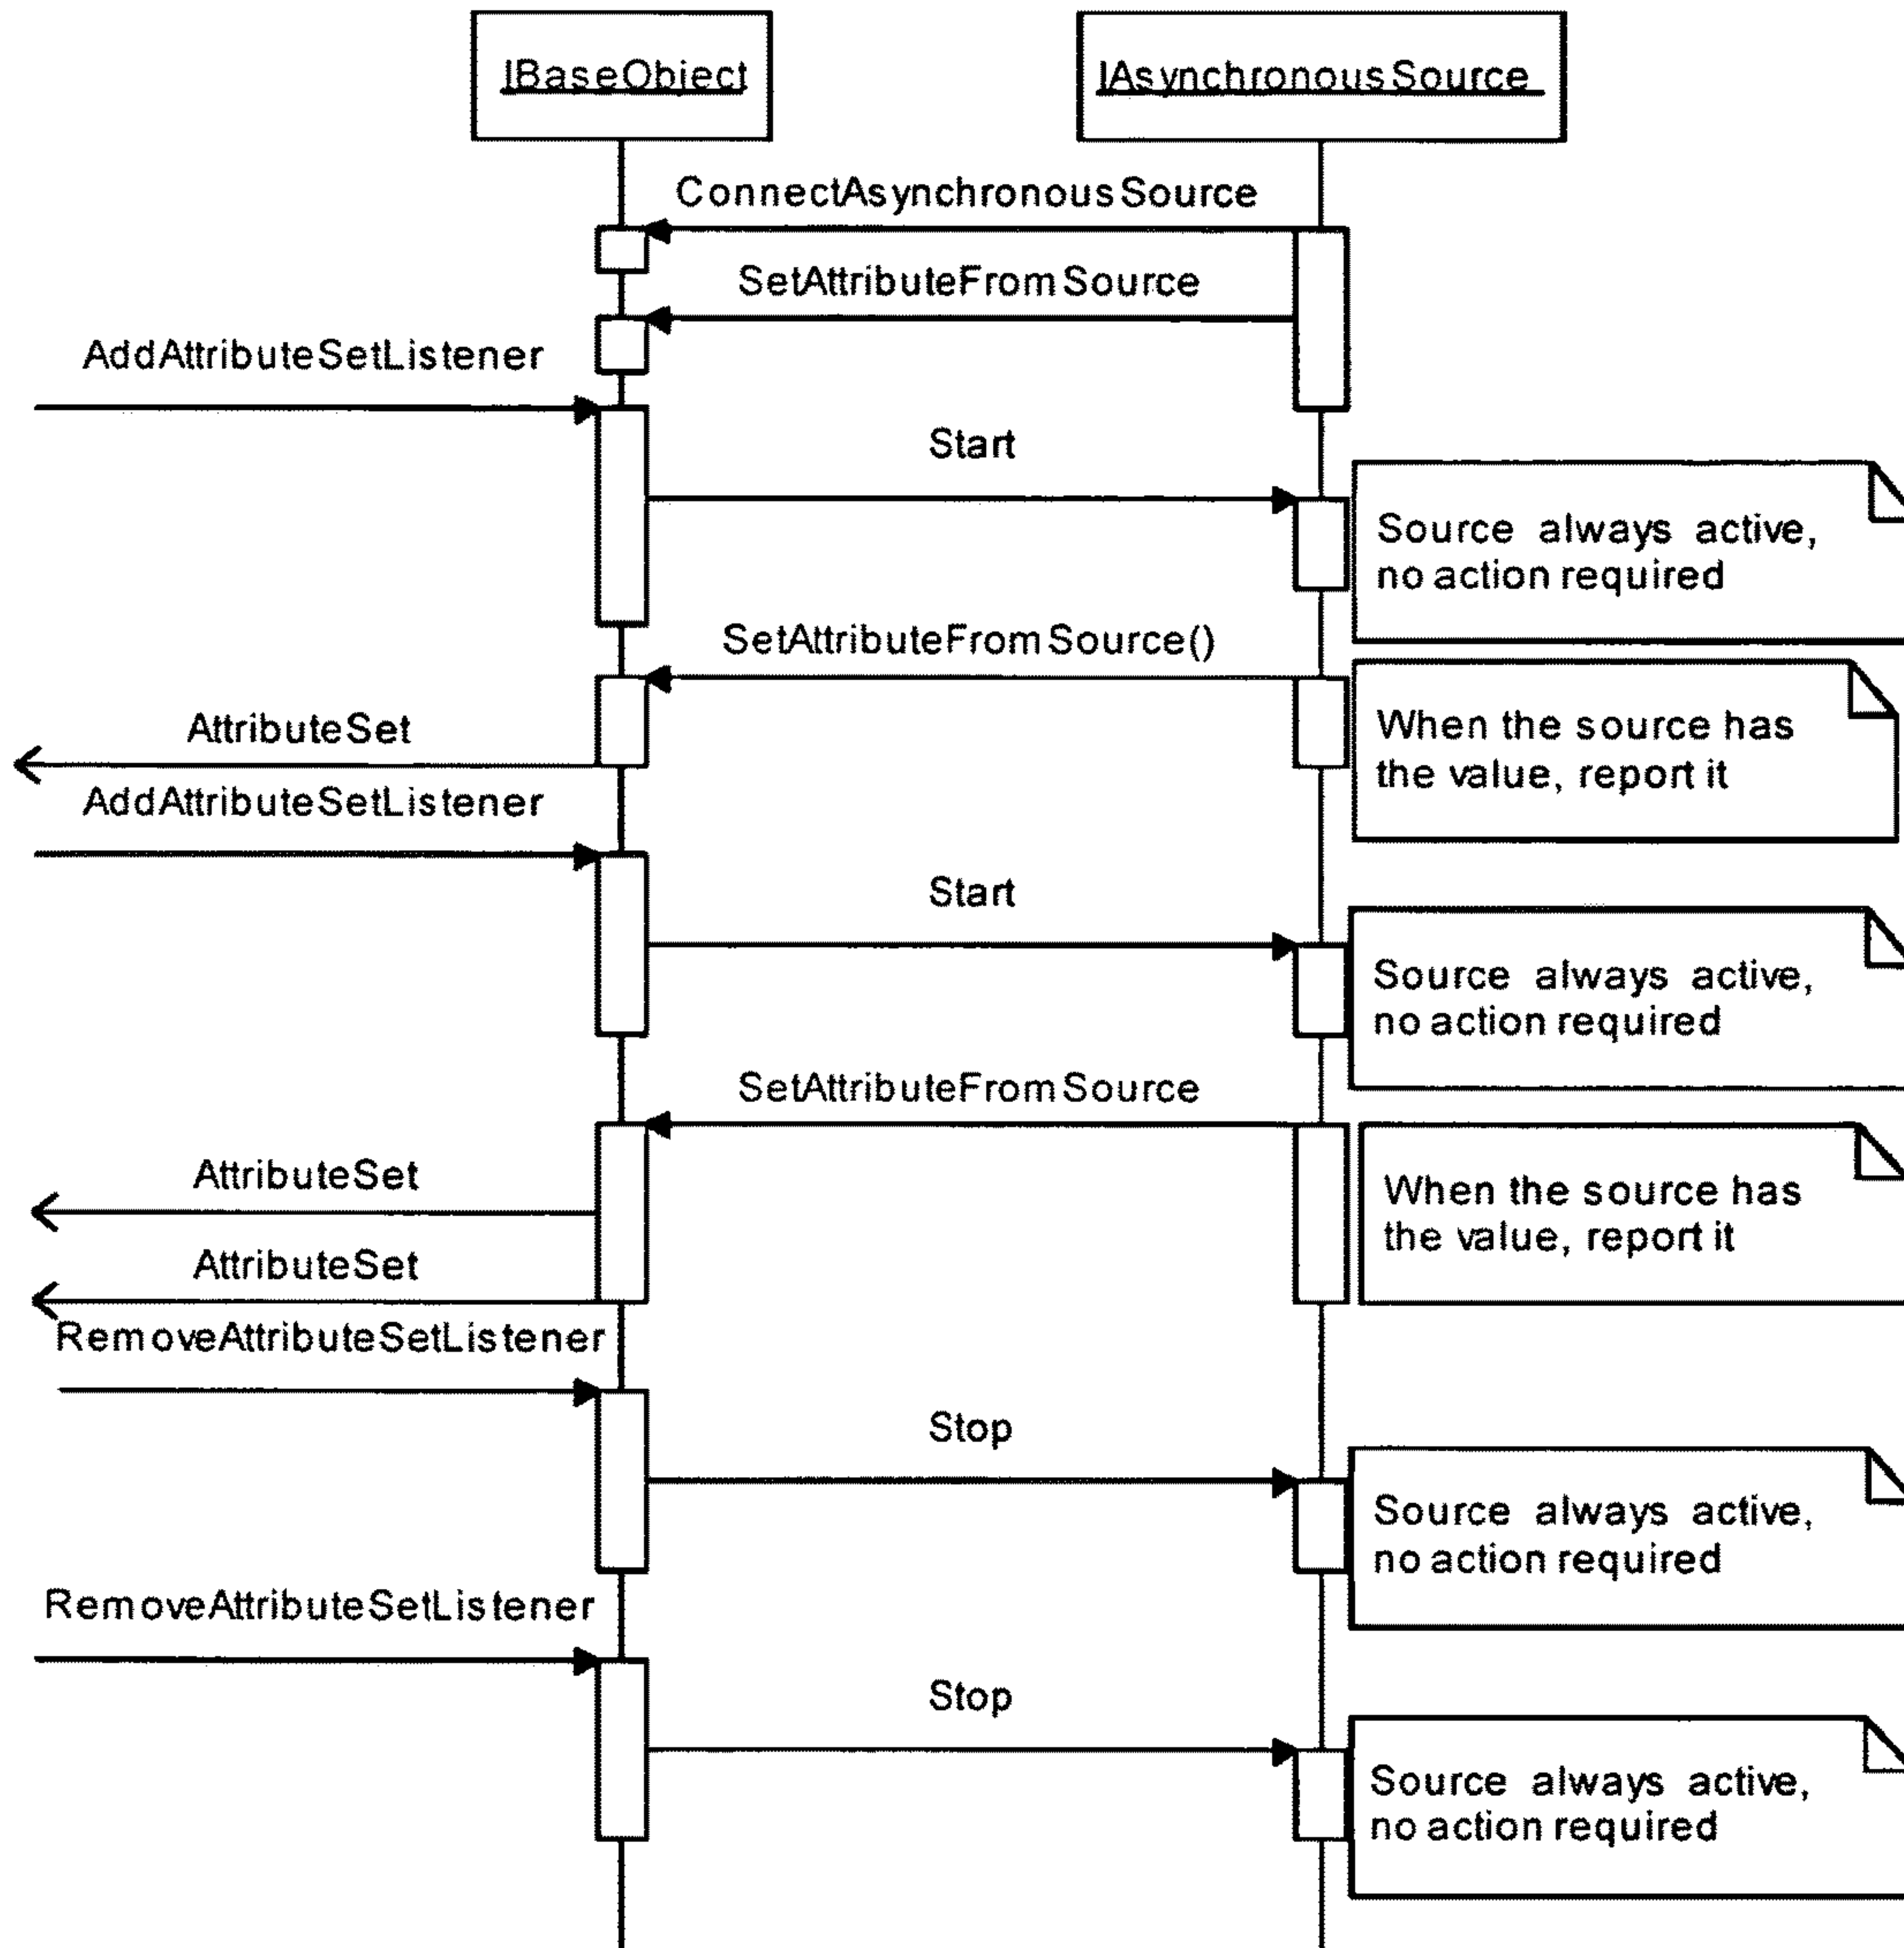 IBaseObject
IAsynchronousSource
ConnectAsynchronousSource
SetAttributeFromSource
AddAttributeSetListener
Start
Source always active,
no action required
SetAttributeFromSource()
When the source has
the value, report it
AttributeSet
AddAttributeSetListener
Start
Source always active,
no action required
SetAttributeFromSource
When the source has
the value, report it
AttributeSet
AttributeSet
RemoveAttributeSetListener
Stop
Source always active,
no action required
RemoveAttributeSetListener
Stop
Source always active,
no action required